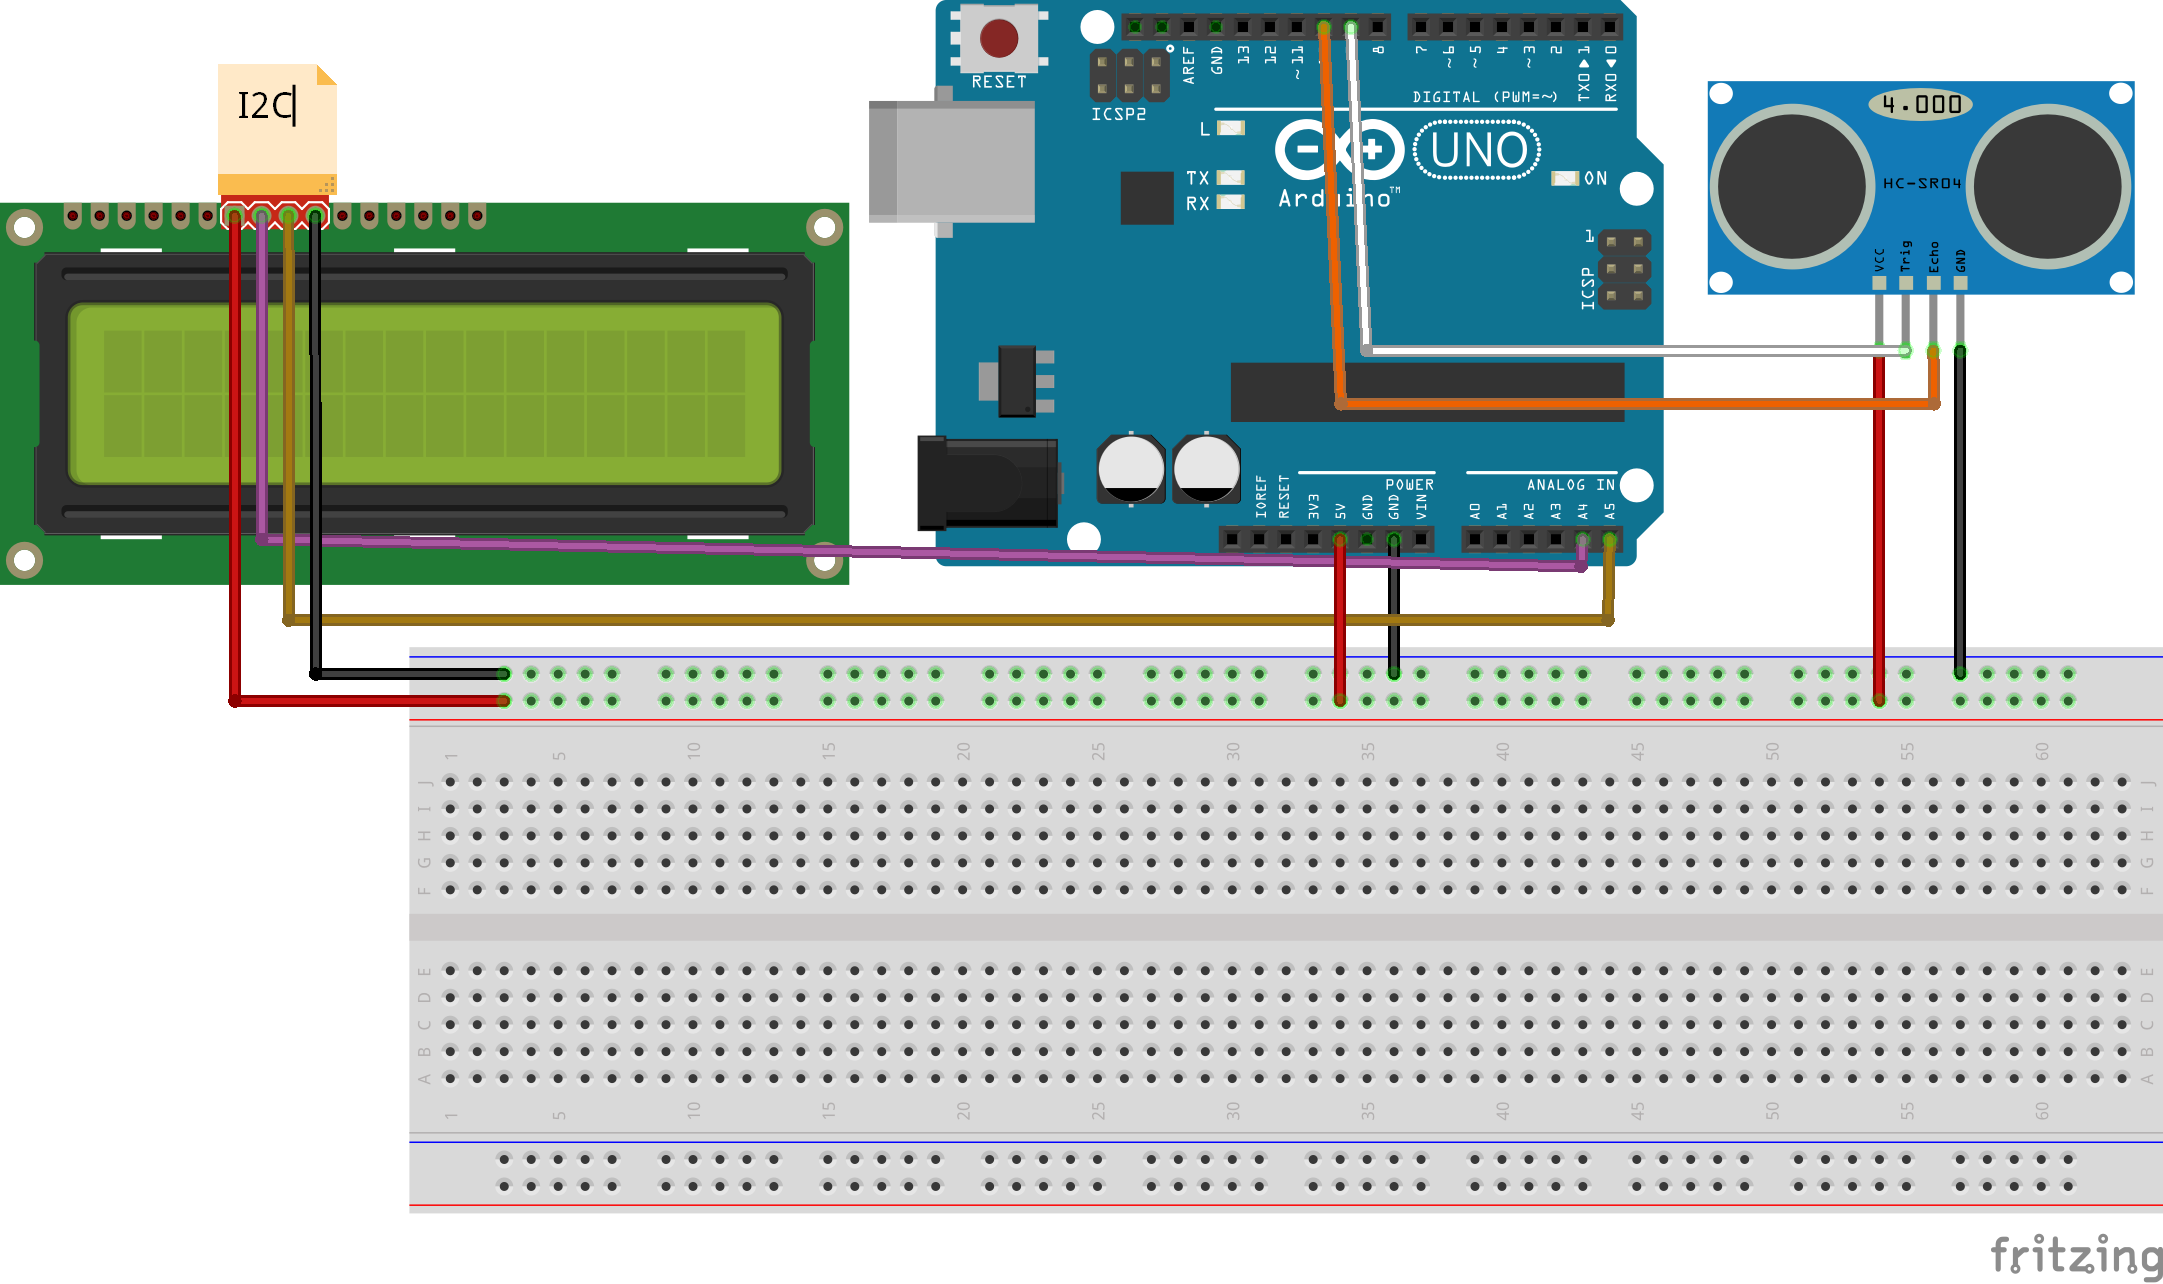 I2C
RESET
ICSP2
AREF
GND
13
12
~11
8
7
~6
~5
4
~3
2
TX0▶1
RX0◀0
DIGITAL (PWM=~)
L
TX
RX
UNO
ON
Arduino™
1
ICSP
IOREF
RESET
3V3
5V
GND
GND
VIN
POWER
ANALOG IN
A0
A1
A2
A3
A4
A5
4.000
HC-SR04
VCC
Trig
Echo
GND
1 5 10 15 20 25 30 35 40 45 50 55 60
J J
I I
H H
G G
F F
E E
D D
C C
B B
A A
1 5 10 15 20 25 30 35 40 45 50 55 60
fritzing